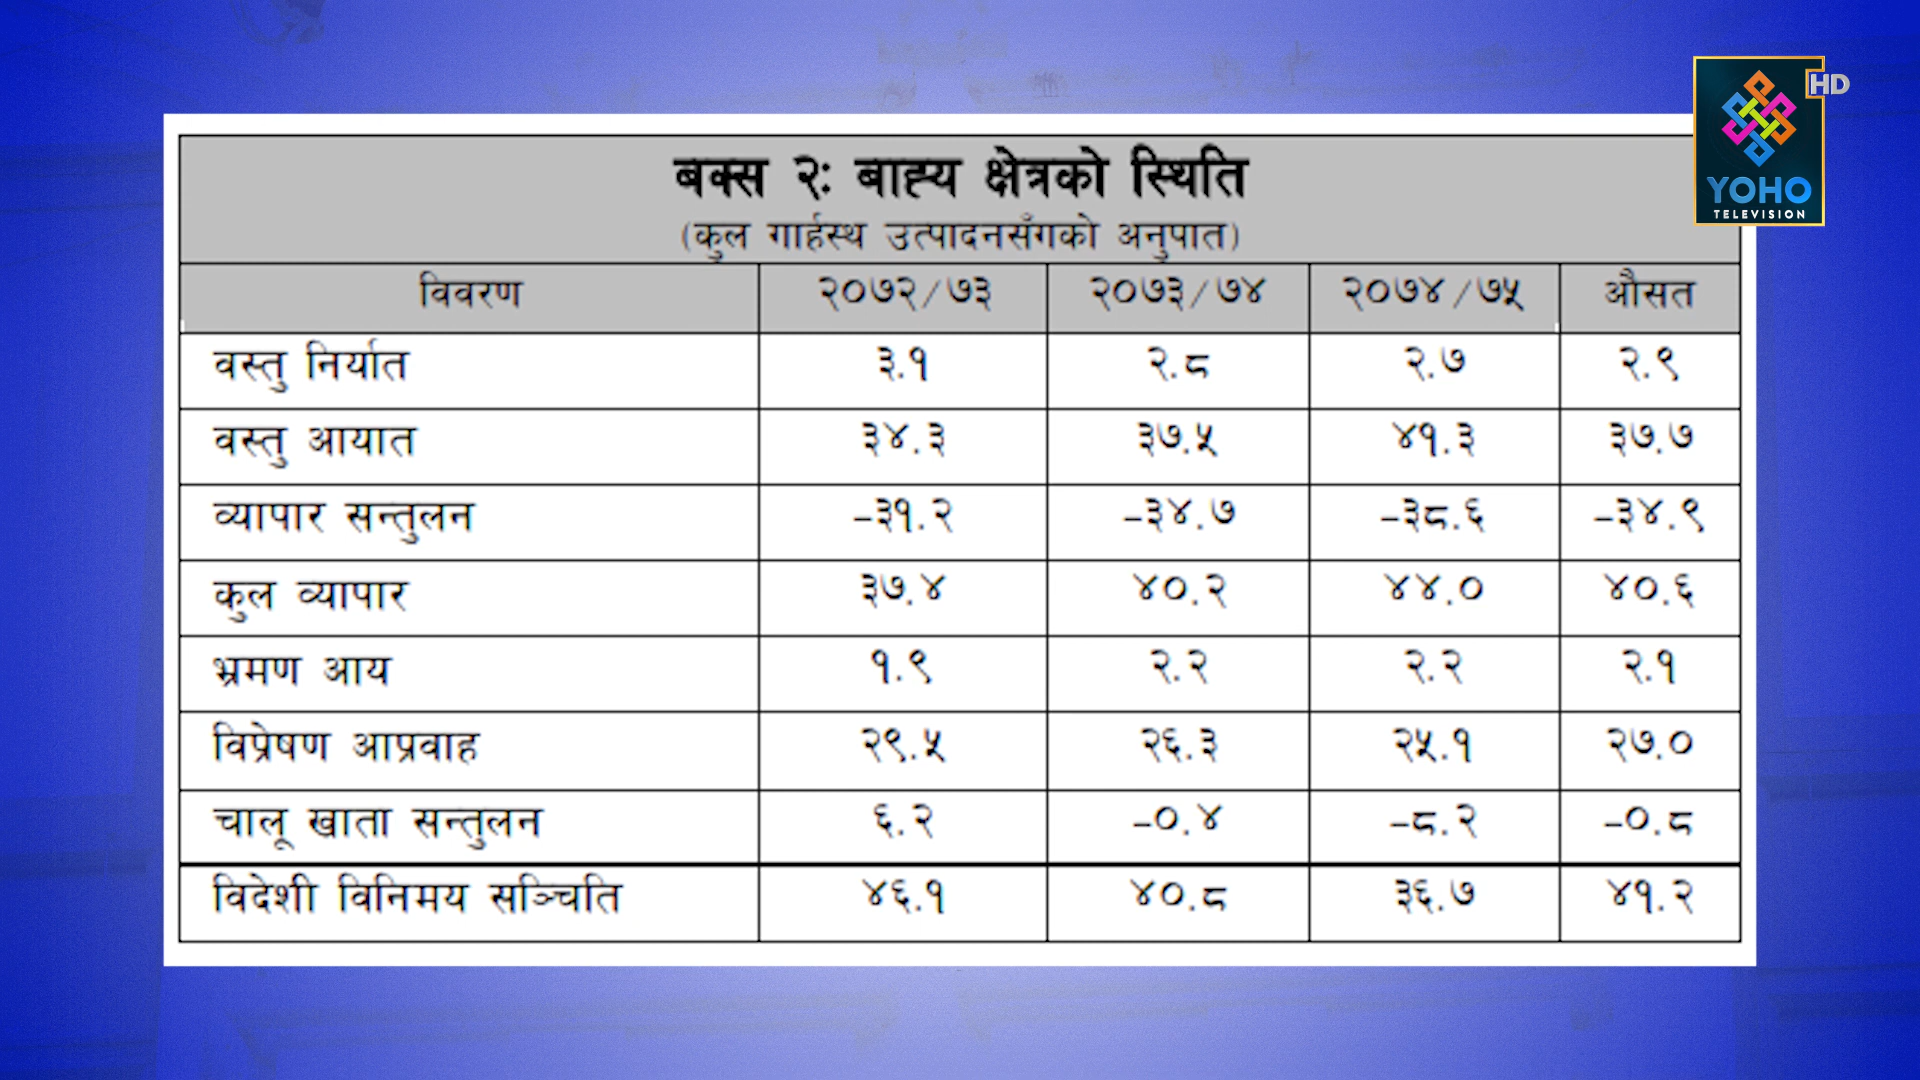 HD
YOHO
TELEVISION
बक्स २: बाह्य क्षेत्रको स्थिति
(कुल गार्हस्थ उत्पादनसँगको अनुपात)
विवरण २०७२/७३ २०७३/७४ २०७४/७५ औसत
वस्तु निर्यात ३.१ २.८ २.७ २.९
वस्तु आयात ३४.३ ३७.५ ४१.३ ३७.७
व्यापार सन्तुलन -३१.२ -३४.७ -३८.६ -३४.९
कुल व्यापार ३७.४ ४०.२ ४४.० ४०.६
भ्रमण आय १.९ २.२ २.२ २.१
विप्रेषण आप्रवाह २९.५ २६.३ २५.१ २७.०
चालू खाता सन्तुलन ६.२ -०.४ -८.२ -०.८
विदेशी विनिमय सञ्चिति ४६.१ ४०.८ ३६.७ ४१.२